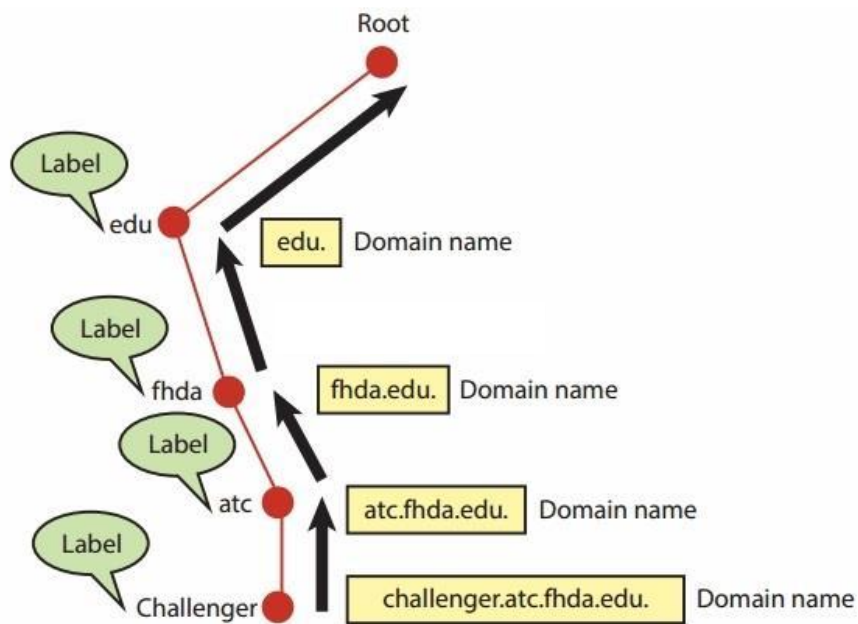 Root
Label
edu
edu. Domain name
Label
fhda
fhda.edu. Domain name
Label
atc
atc.fhda.edu. Domain name
Label
Challenger
challenger.atc.fhda.edu. Domain name